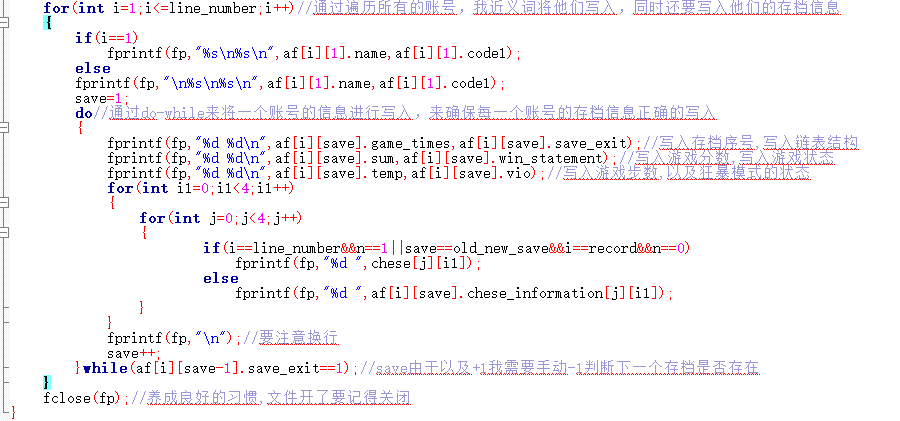 for(int i=1;i<=line_number;i++)//通过遍历所有的账号，我近义词将他们写入，同时还要写入他们的存档信息
{
if(i==1)
fprintf(fp,"%s\n%s\n",af[i][1].name,af[i][1].code1);
else
fprintf(fp,"\n%s\n%s\n",af[i][1].name,af[i][1].code1);
save=1;
do//通过do-while来将一个账号的信息进行写入，来确保每一个账号的存档信息正确的写入
{
fprintf(fp,"%d %d\n",af[i][save].game_times,af[i][save].save_exit);//写入存档序号,写入链表结构
fprintf(fp,"%d %d\n",af[i][save].sum,af[i][save].win_statement);//写入游戏分数,写入游戏状态
fprintf(fp,"%d %d\n",af[i][save].temp,af[i][save].vio);//写入游戏步数,以及狂暴模式的状态
for(int i1=0;i1<4;i1++)
{
for(int j=0;j<4;j++)
{
if(i==line_number&&n==1||save==old_new_save&&i==record&&n==0)
fprintf(fp,"%d ",chese[j][i1]);
else
fprintf(fp,"%d ",af[i][save].chese_information[j][i1]);
}
}
fprintf(fp,"\n");//要注意换行
save++;
}while(af[i][save-1].save_exit==1);//save由于以及+1我需要手动-1判断下一个存档是否存在
}
fclose(fp);//养成良好的习惯,文件开了要记得关闭
}